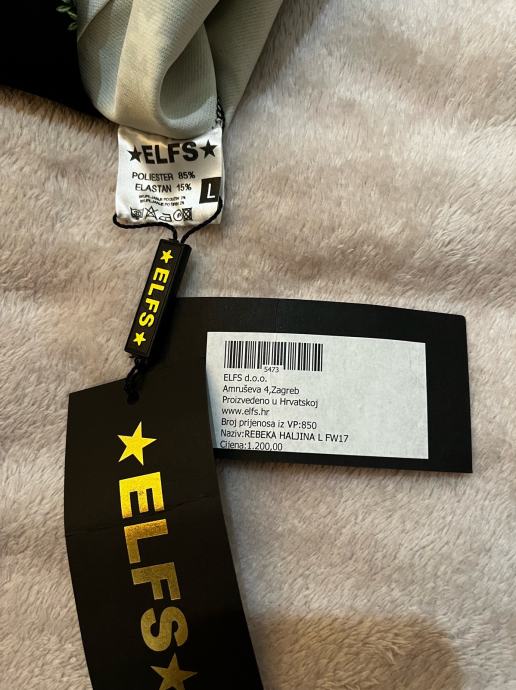 ★ELFS★
POLIESTER 85%
ELASTAN 15%
L
★ELFS★
5473
ELFS d.o.o.
Amruševa 4,Zagreb
Proizvedeno u Hrvatskoj
www.elfs.hr
Broj prijenosa iz VP:850
Naziv:REBEKA HALJINA L FW17
Cijena:1.200,00
★ELFS★